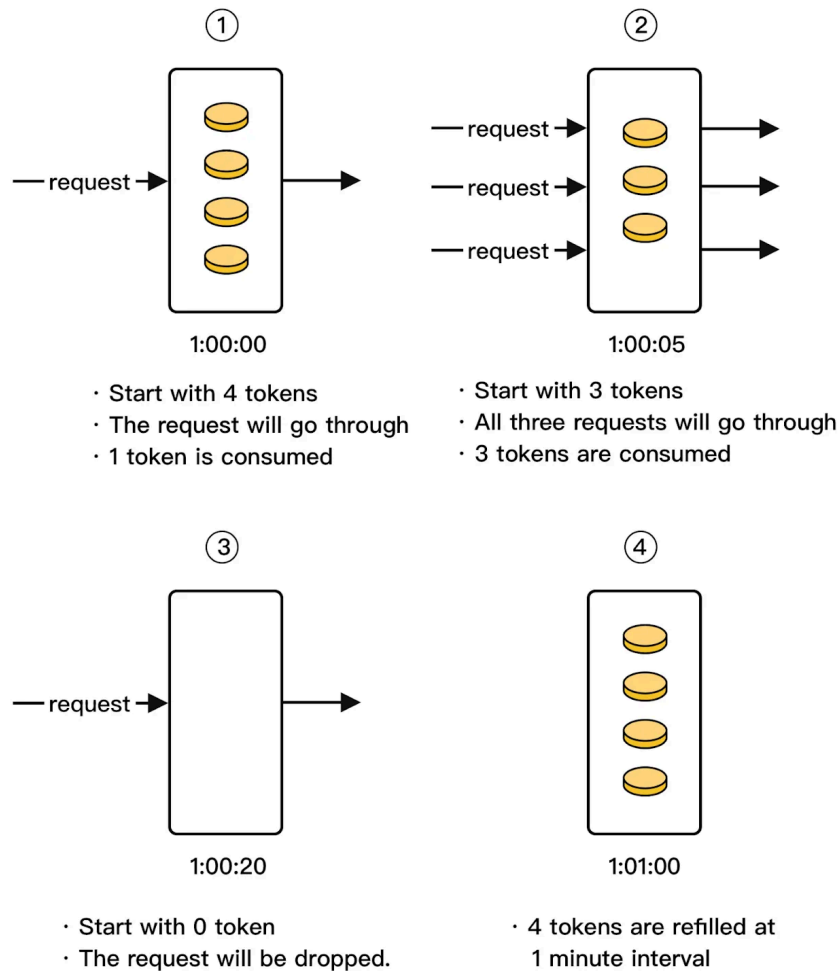 ①
②
request
request
request
request
1:00:00
1:00:05
· Start with 4 tokens
· The request will go through
· 1 token is consumed
· Start with 3 tokens
· All three requests will go through
· 3 tokens are consumed
③
④
request
1:00:20
1:01:00
· Start with 0 token
· The request will be dropped.
· 4 tokens are refilled at
1 minute interval